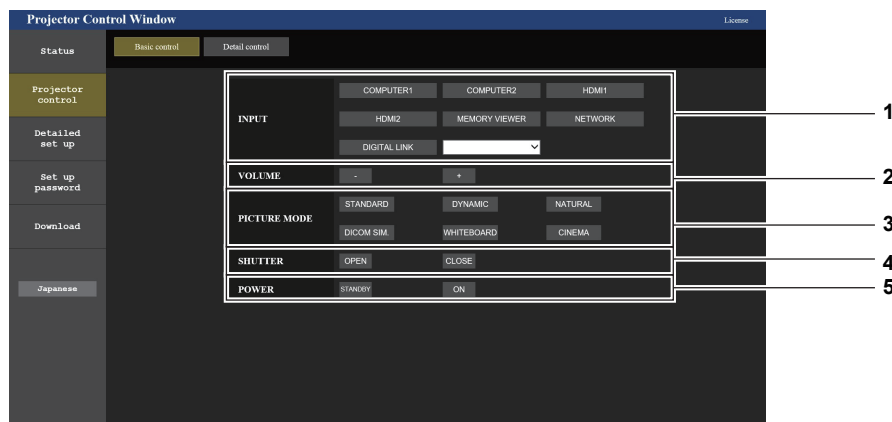 Projector Control Window License
Status Basic control Detail control
Projector control
Detailed set up
Set up password
Download
Japanese
INPUT
COMPUTER1 COMPUTER2 HDMI1
HDMI2 MEMORY VIEWER NETWORK
DIGITAL LINK
1
VOLUME - +
2
PICTURE MODE
STANDARD DYNAMIC NATURAL
DICOM SIM. WHITEBOARD CINEMA
3
SHUTTER OPEN CLOSE
4
POWER STANDBY ON
5